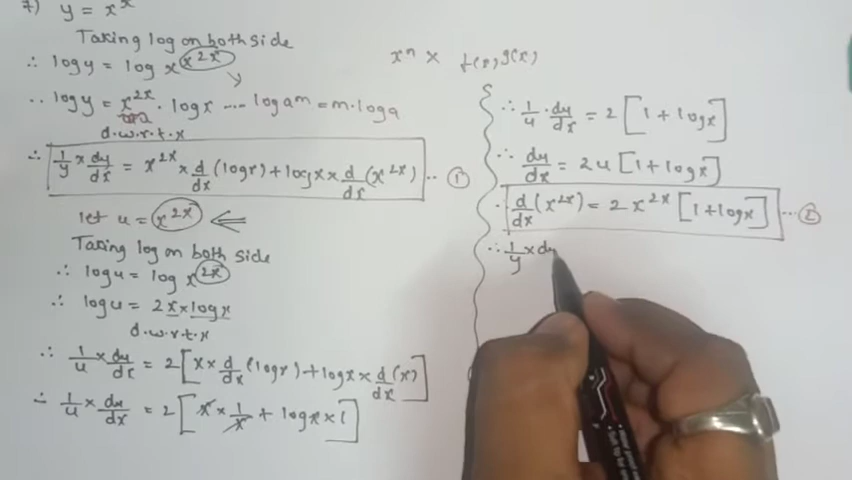 7) y = x^x
Taking log on both side
∴ log y = log x^x^2x
∴ log y = x^2x · log x ---- log a^m = m·log a
d·w·r·t·x
∴ 1/y × dy/dx = x^2x × d/dx (log x) + log x × d/dx (x^2x) .. ①
let u = x^2x
Taking log on both side
∴ log u = log x^2x
∴ log u = 2x × log x
d·w·r·t·x
∴ 1/u × du/dx = 2[x × d/dx (log x) + log x × d/dx (x)]
∴ 1/u × du/dx = 2[x × 1/x + log x × 1]
x^n × f(x)^g(x)
∴ 1/u · du/dx = 2[1 + log x]
∴ du/dx = 2u[1 + log x]
∴ d/dx (x^2x) = 2x^2x [1 + log x] --- ②
∴ 1/y × dy